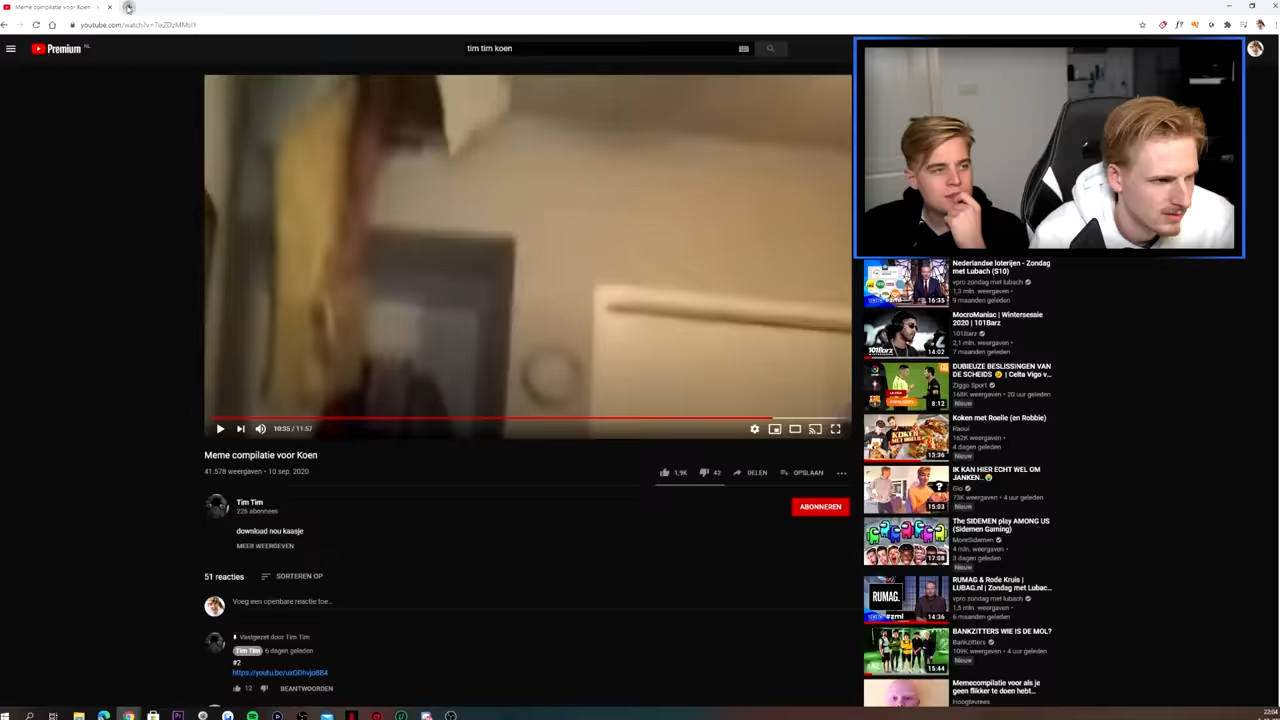 Meme compilatie voor Koen -
Premium NL
tim tim koen
10:35 / 11:57
Meme compilatie voor Koen
41.578 weergaven • 10 sep. 2020
1,9K
42
DELEN
OPSLAAN
Tim Tim
226 abonnees
ABONNEREN
download nou kaasje
MEER WEERGEVEN
51 reacties
SORTEREN OP
Voeg een openbare reactie toe...
Vastgezet door Tim Tim
Tim Tim 6 dagen geleden
#2
12
BEANTWOORDEN
Nederlandse loterijen - Zondag
met Lubach (S10)
vpro zondag met lubach
1,3 mln. weergaven •
9 maanden geleden
16:35
MocroManiac | Wintersessie
2020 | 101Barz
101Barz
2,1 mln. weergaven •
7 maanden geleden
14:02
DUBIEUZE BESLISSINGEN VAN
DE SCHEIDS 🤣 | Celta Vigo v...
Ziggo Sport
168K weergaven • 20 uur geleden
Nieuw
8:12
Koken met Roelie (en Robbie)
Raoul
162K weergaven •
4 dagen geleden
Nieuw
13:36
IK KAN HIER ECHT WEL OM
JANKEN..😭
Gio
73K weergaven • 4 uur geleden
Nieuw
15:03
The SIDEMEN play AMONG US
(Sidemen Gaming)
MoreSidemen
4 mln. weergaven •
3 dagen geleden
Nieuw
17:08
RUMAG & Rode Kruis |
LUBAG.nl | Zondag met Lubac...
vpro zondag met lubach
1,5 mln. weergaven •
6 maanden geleden
RUMAG.
14:36
BANKZITTERS WIE IS DE MOL?
Bankzitters
109K weergaven • 4 uur geleden
Nieuw
15:44
Memecompilatie voor als je
geen flikker te doen hebt...
Hoogtevrees
22:04